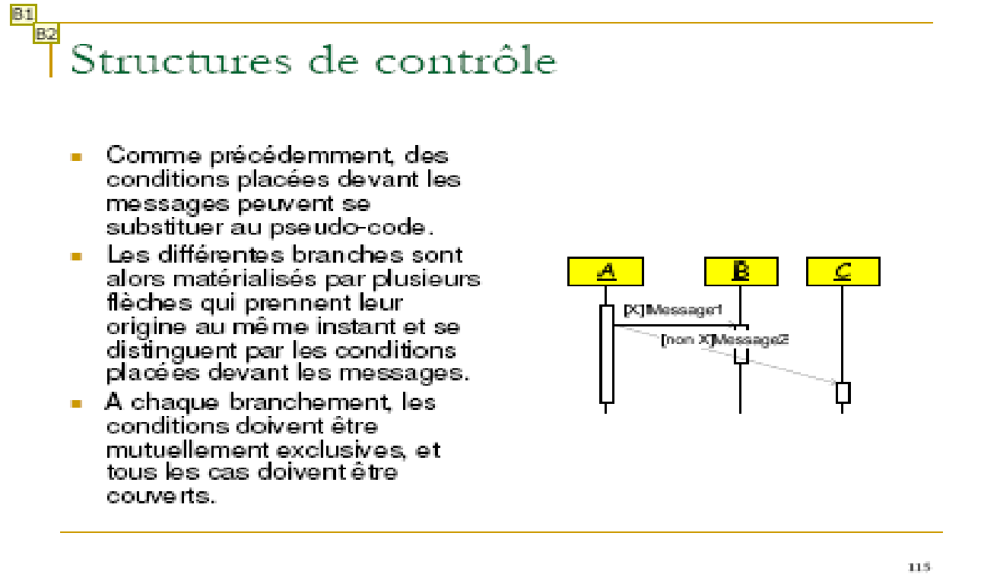 B1
B2
Structures de contrôle
Comme précédemment, des
conditions placées devant les
messages peuvent se
substituer au pseudo-code.
Les différentes branches sont
alors matérialisés par plusieurs
flèches qui prennent leur
origine au même instant et se
distinguent par les conditions
placées devant les messages.
A chaque branchement, les
conditions doivent être
mutuellement exclusives, et
tous les cas doivent être
couverts.
A
B
C
[X]Message1
[non X]Message2
115